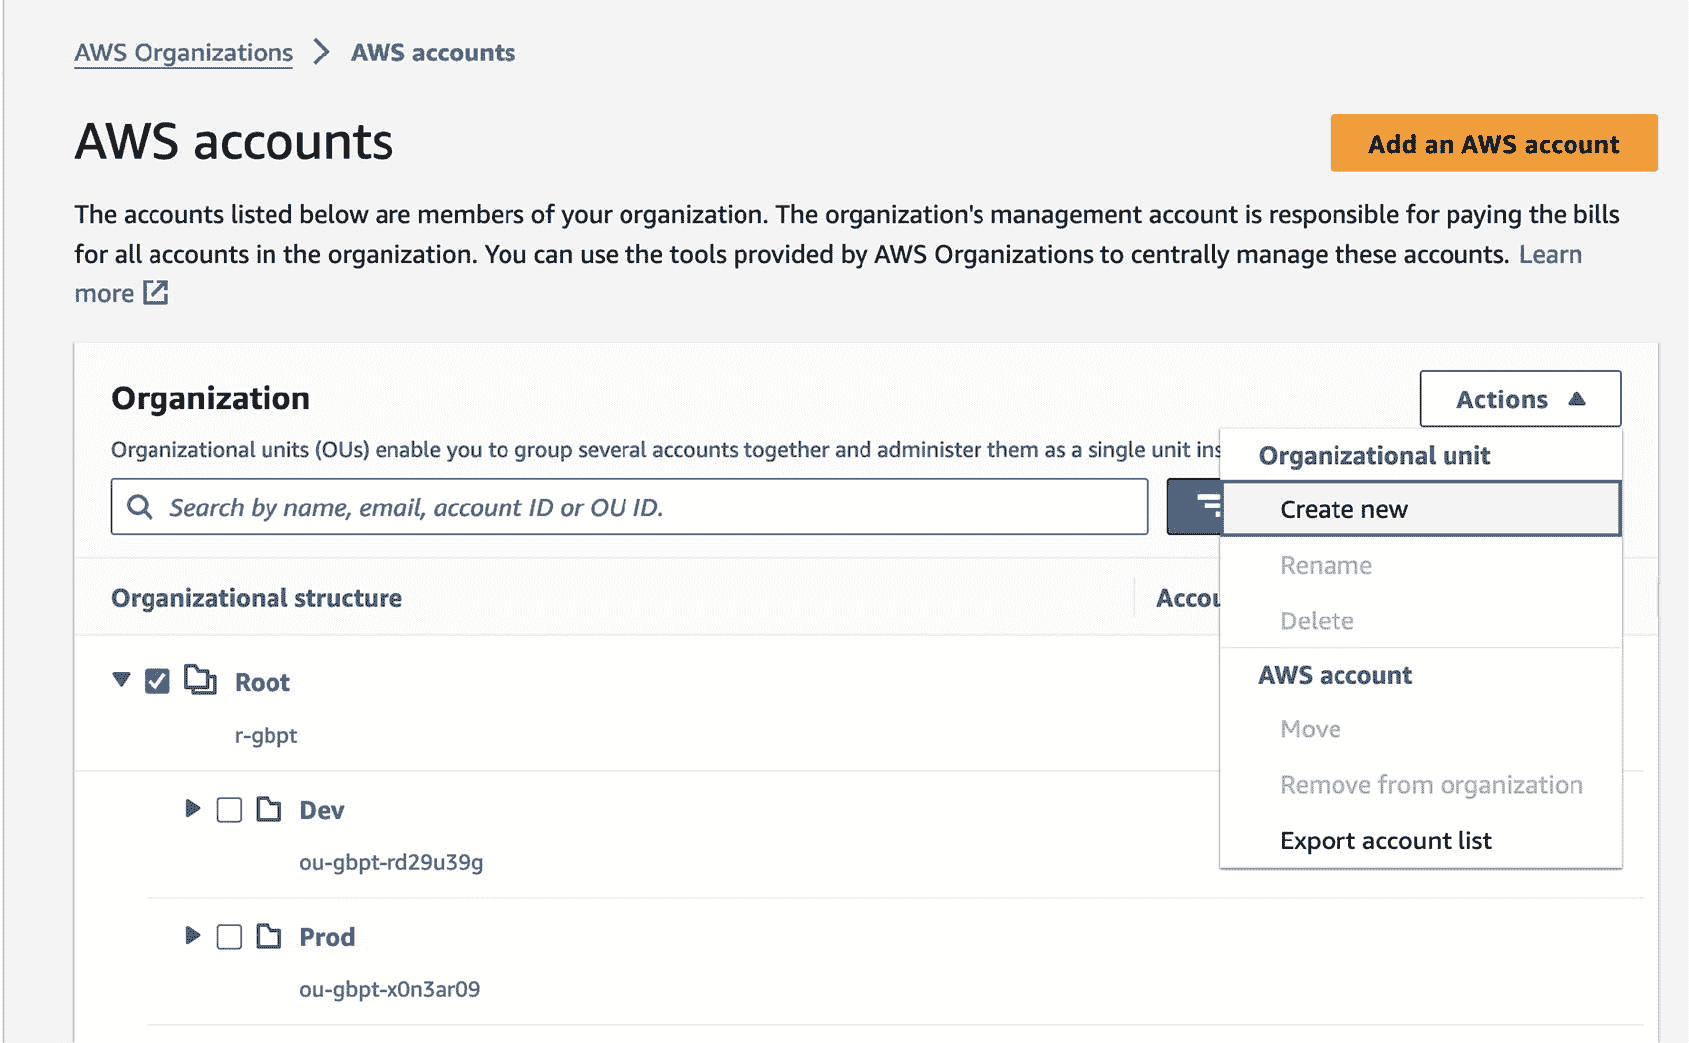 AWS Organizations > AWS accounts
AWS accounts
Add an AWS account
The accounts listed below are members of your organization. The organization's management account is responsible for paying the bills
for all accounts in the organization. You can use the tools provided by AWS Organizations to centrally manage these accounts. Learn
more
Organization
Actions
Organizational units (OUs) enable you to group several accounts together and administer them as a single unit ins
Organizational unit
Search by name, email, account ID or OU ID.
Create new
Rename
Organizational structure
Accou
Delete
AWS account
Root
Move
r-gbpt
Remove from organization
Dev
Export account list
ou-gbpt-rd29u39g
Prod
ou-gbpt-x0n3ar09